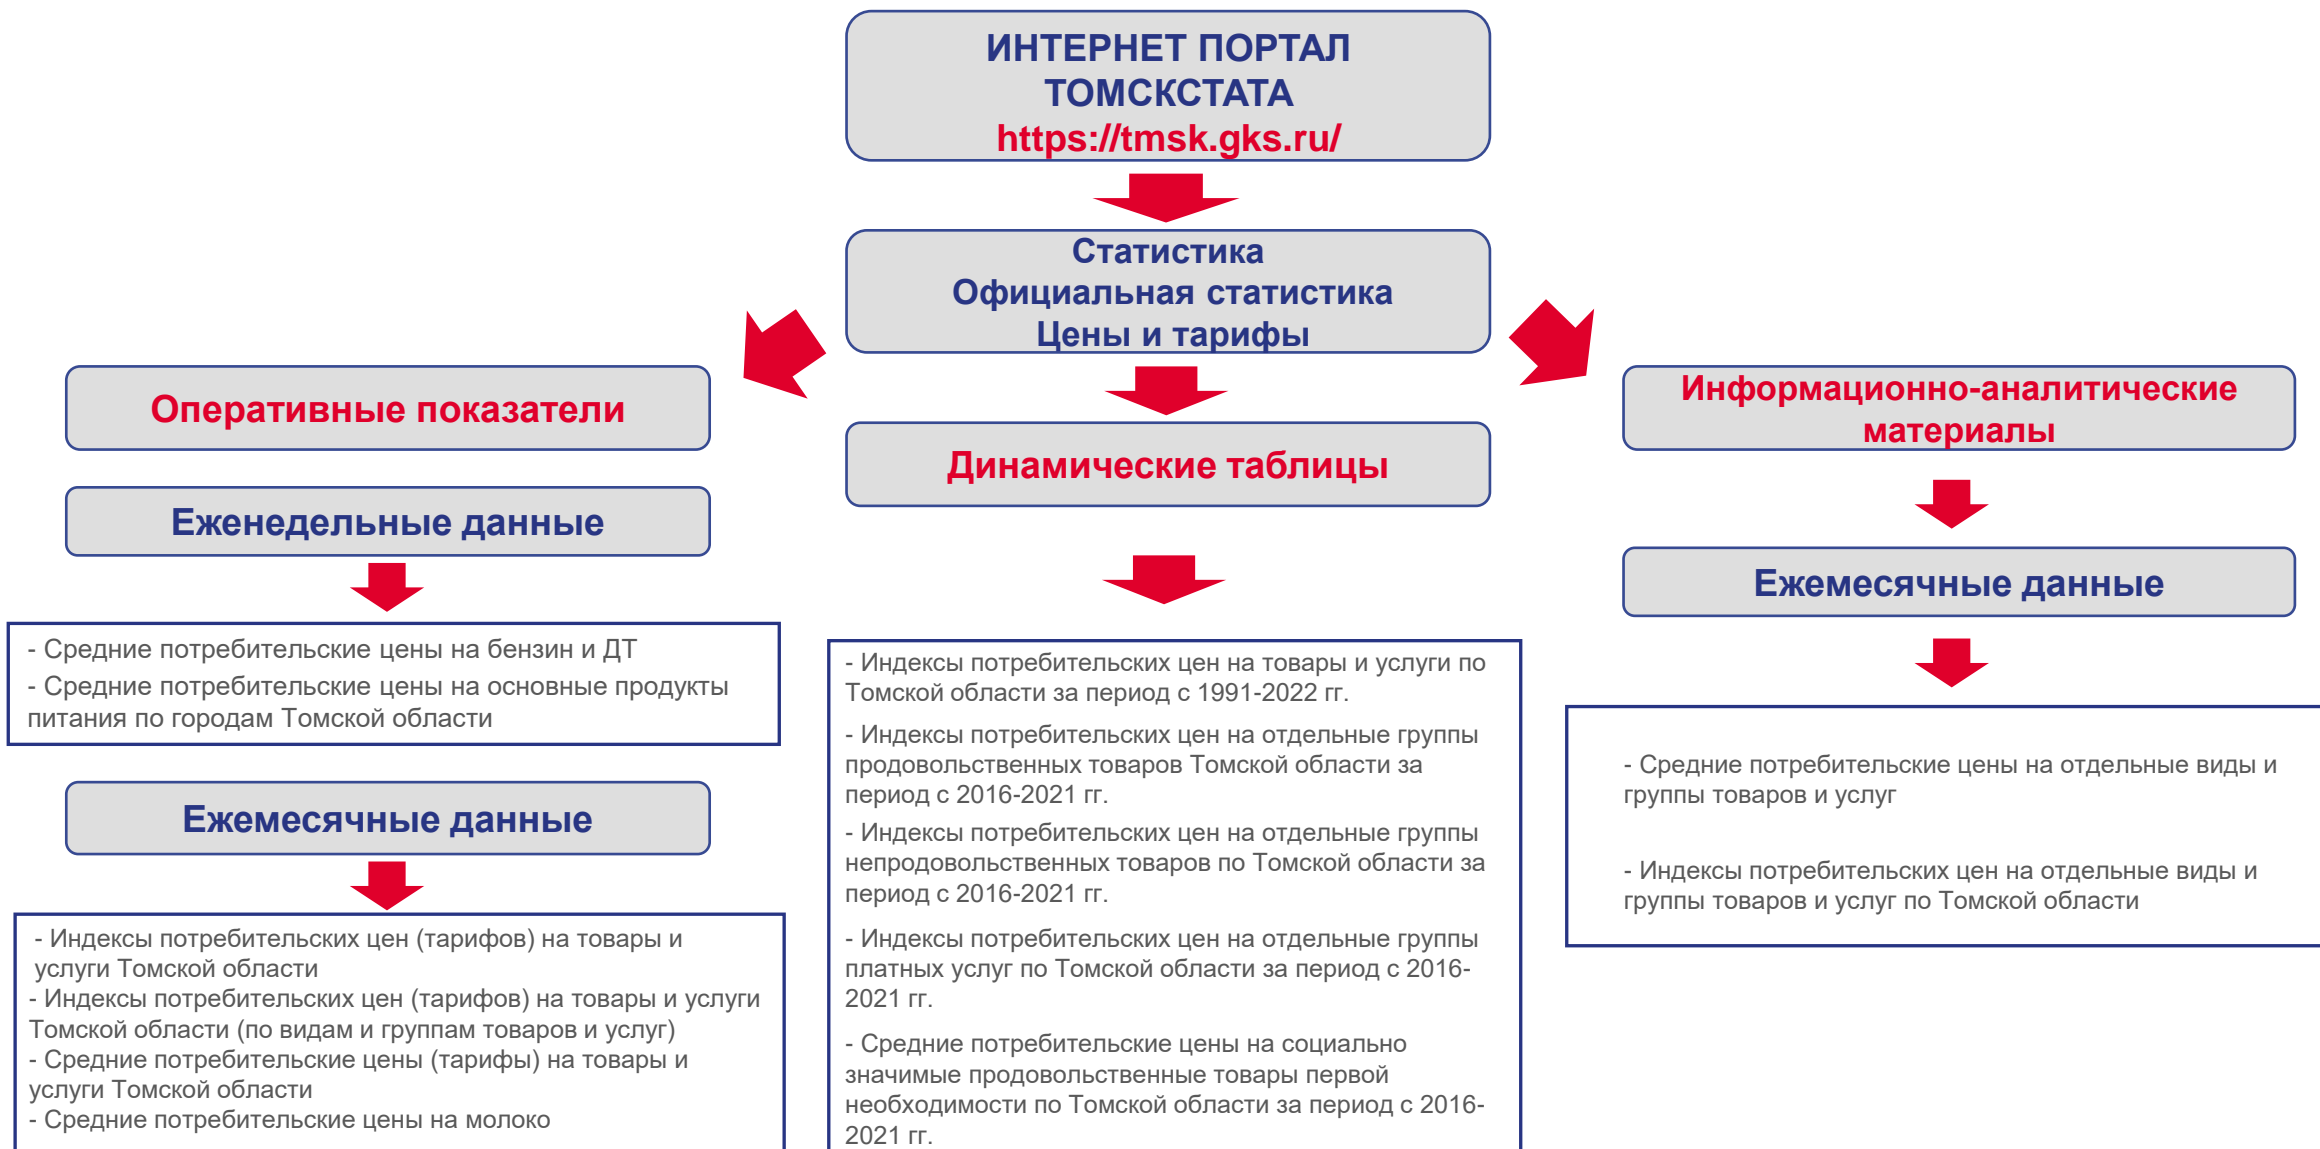 ИНТЕРНЕТ ПОРТАЛ
ТОМСКСТАТА
https://tmsk.gks.ru/
Статистика
Официальная статистика
Цены и тарифы
Оперативные показатели
Еженедельные данные
- Средние потребительские цены на бензин и ДТ
- Средние потребительские цены на основные продукты
питания по городам Томской области
Ежемесячные данные
- Индексы потребительских цен (тарифов) на товары и
услуги Томской области
- Индексы потребительских цен (тарифов) на товары и услуги
Томской области (по видам и группам товаров и услуг)
- Средние потребительские цены (тарифы) на товары и
услуги Томской области
- Средние потребительские цены на молоко
Динамические таблицы
- Индексы потребительских цен на товары и услуги по
Томской области за период с 1991-2022 гг.
- Индексы потребительских цен на отдельные группы
продовольственных товаров Томской области за
период с 2016-2021 гг.
- Индексы потребительских цен на отдельные группы
непродовольственных товаров по Томской области за
период с 2016-2021 гг.
- Индексы потребительских цен на отдельные группы
платных услуг по Томской области за период с 2016-
2021 гг.
- Средние потребительские цены на социально
значимые продовольственные товары первой
необходимости по Томской области за период с 2016-
2021 гг.
Информационно-аналитические
материалы
Ежемесячные данные
- Средние потребительские цены на отдельные виды и
группы товаров и услуг
- Индексы потребительских цен на отдельные виды и
группы товаров и услуг по Томской области